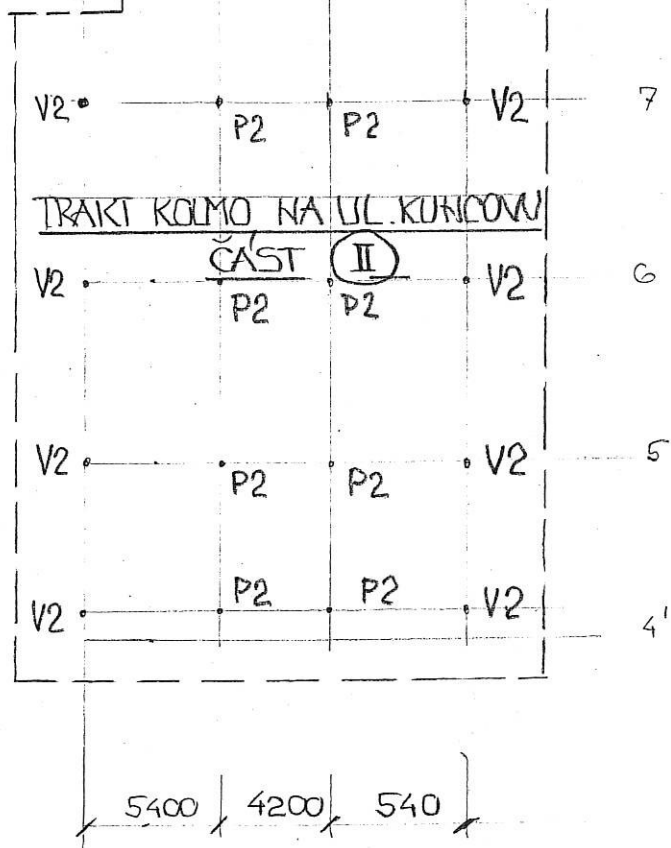 V2 P2 P2 V2 7
TRAKT KOLMO NA UL. KUNCOVU
ČÁST II
V2 P2 P2 V2 6
V2 P2 P2 V2 5
V2 P2 P2 V2 4'
5400 4200 540